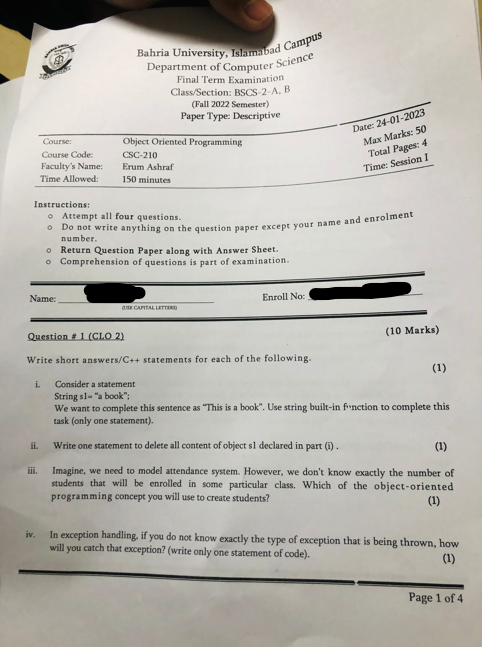 Bahria University, Islamabad Campus
Department of Computer Science
Final Term Examination
Class/Section: BSCS-2-A, B
(Fall 2022 Semester)
Paper Type: Descriptive
Date: 24-01-2023
Max Marks: 50
Total Pages: 4
Time: Session I
Course: Object Oriented Programming
Course Code: CSC-210
Faculty's Name: Erum Ashraf
Time Allowed: 150 minutes
Instructions:
o Attempt all four questions.
o Do not write anything on the question paper except your name and enrolment
number.
o Return Question Paper along with Answer Sheet.
o Comprehension of questions is part of examination.
Name: Enroll No:
(USE CAPITAL LETTERS)
Question # 1 (CLO 2) (10 Marks)
Write short answers/C++ statements for each of the following.
(1)
i. Consider a statement
String s1= "a book";
We want to complete this sentence as "This is a book". Use string built-in function to complete this
task (only one statement).
ii. Write one statement to delete all content of object s1 declared in part (i) . (1)
iii. Imagine, we need to model attendance system. However, we don't know exactly the number of
students that will be enrolled in some particular class. Which of the object-oriented
programming concept you will use to create students? (1)
iv. In exception handling, if you do not know exactly the type of exception that is being thrown, how
will you catch that exception? (write only one statement of code). (1)
Page 1 of 4